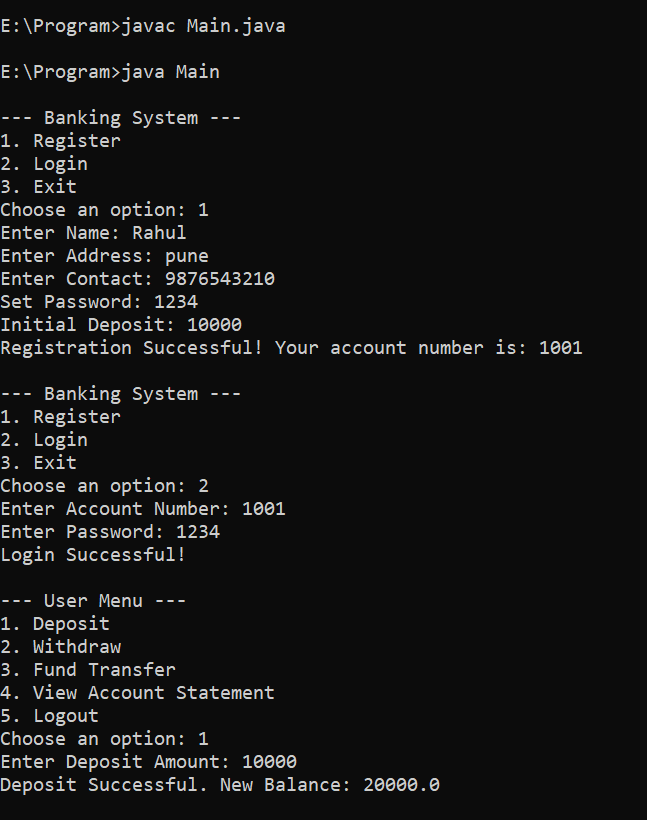 E:\Program>javac Main.java
E:\Program>java Main
--- Banking System ---
1. Register
2. Login
3. Exit
Choose an option: 1
Enter Name: Rahul
Enter Address: pune
Enter Contact: 9876543210
Set Password: 1234
Initial Deposit: 10000
Registration Successful! Your account number is: 1001
--- Banking System ---
1. Register
2. Login
3. Exit
Choose an option: 2
Enter Account Number: 1001
Enter Password: 1234
Login Successful!
--- User Menu ---
1. Deposit
2. Withdraw
3. Fund Transfer
4. View Account Statement
5. Logout
Choose an option: 1
Enter Deposit Amount: 10000
Deposit Successful. New Balance: 20000.0